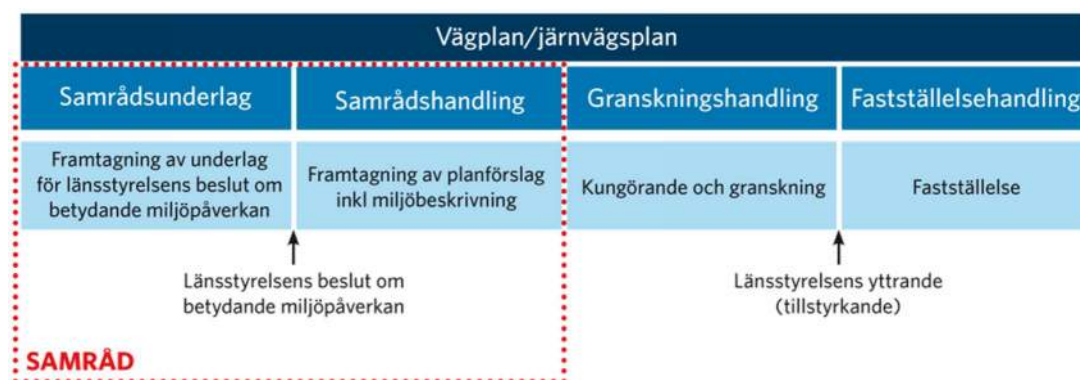 Vägplan/järnvägsplan
Samrådsunderlag
Samrådshandling
Granskningshandling
Fastställelsehandling
Framtagning av underlag
för länsstyrelsens beslut om
betydande miljöpåverkan
Framtagning av planförslag
inkl miljöbeskrivning
Kungörande och granskning
Fastställelse
Länsstyrelsens beslut om
betydande miljöpåverkan
Länsstyrelsens yttrande
(tillstyrkande)
SAMRÅD